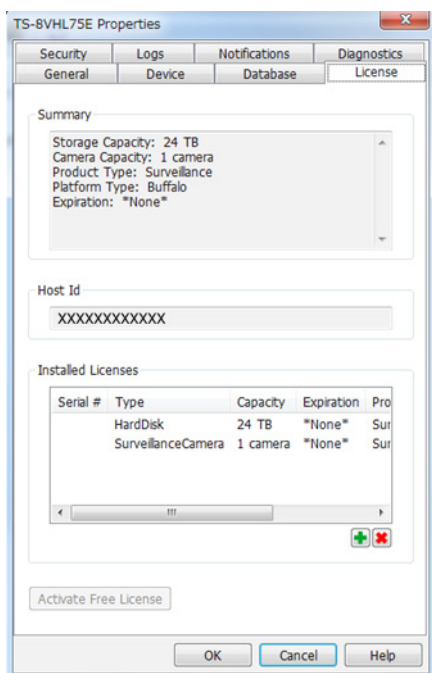 TS-8VHL75E Properties
Security Logs Notifications Diagnostics
General Device Database License
Summary
Storage Capacity: 24 TB
Camera Capacity: 1 camera
Product Type: Surveillance
Platform Type: Buffalo
Expiration: *None*
Host Id
XXXXXXXXXXXX
Installed Licenses
Serial # Type Capacity Expiration Pro
HardDisk 24 TB *None* Sur
SurveillanceCamera 1 camera *None* Sur
Activate Free License
OK Cancel Help